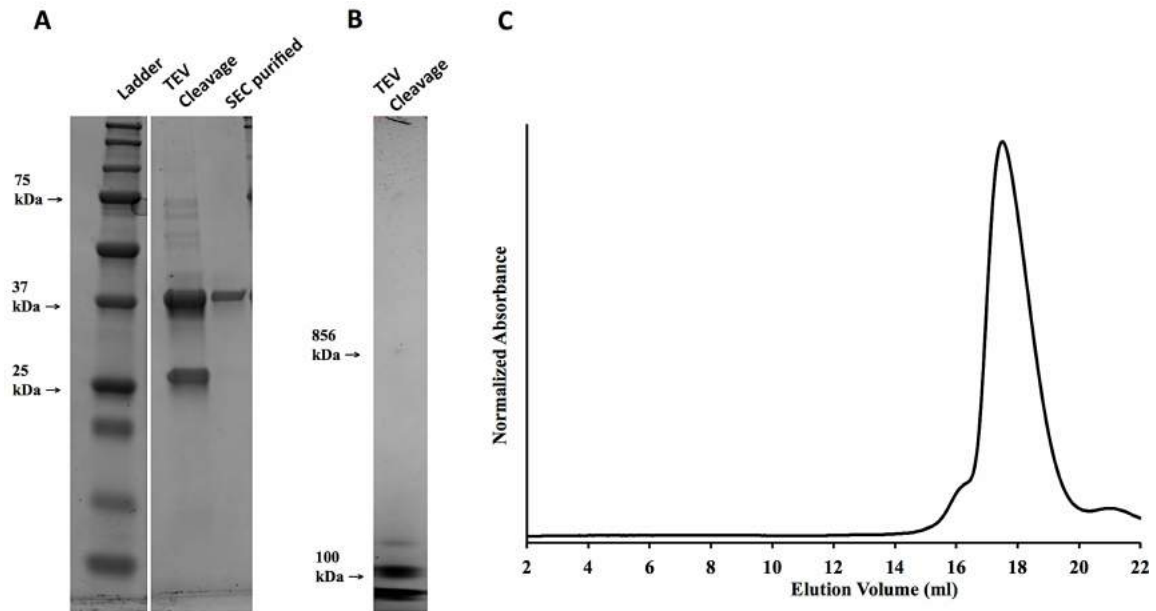 A
Ladder
TEV
Cleavage
SEC purified
75
kDa →
37
kDa →
25
kDa →
B
TEV
Cleavage
856
kDa →
100
kDa →
C
Normalized Absorbance
2 4 6 8 10 12 14 16 18 20 22
Elution Volume (ml)